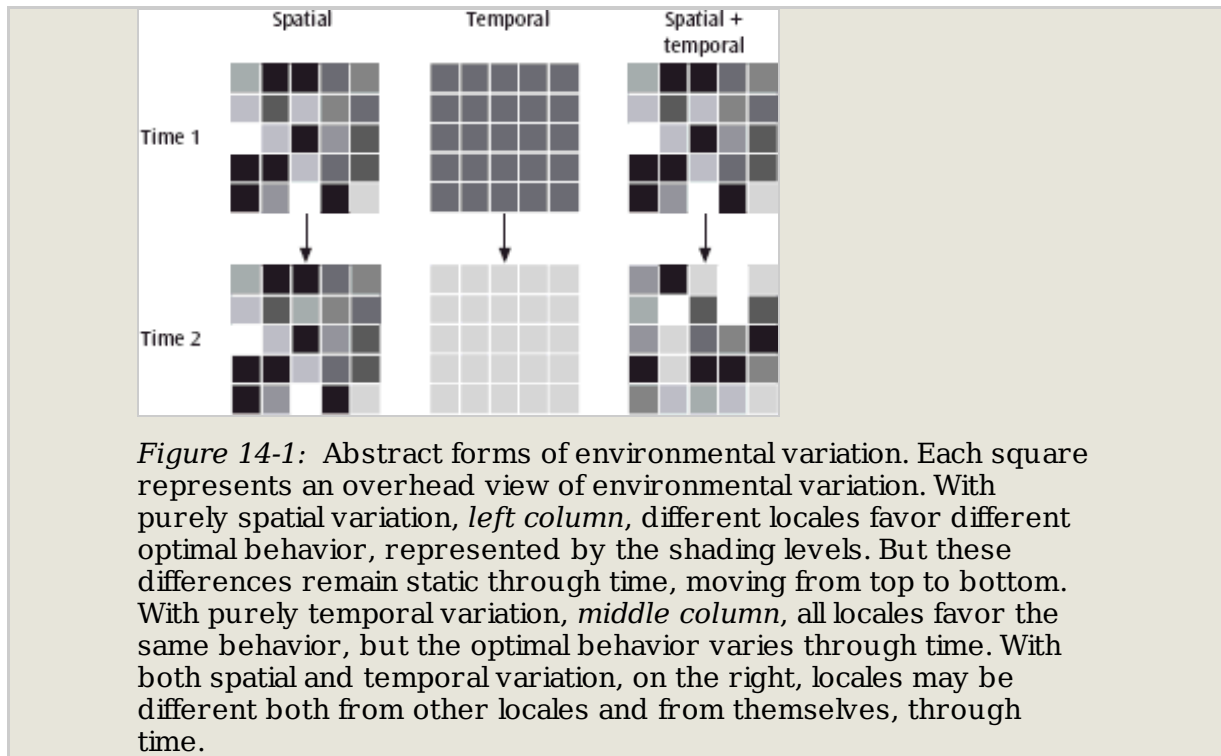 Spatial
Temporal
Spatial +
temporal
Time 1
Time 2
Figure 14-1: Abstract forms of environmental variation. Each square
represents an overhead view of environmental variation. With
purely spatial variation, left column, different locales favor different
optimal behavior, represented by the shading levels. But these
differences remain static through time, moving from top to bottom.
With purely temporal variation, middle column, all locales favor the
same behavior, but the optimal behavior varies through time. With
both spatial and temporal variation, on the right, locales may be
different both from other locales and from themselves, through
time.